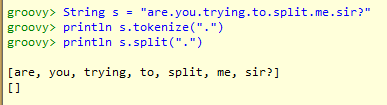 groovy> String s = "are.you.trying.to.split.me.sir?"
groovy> println s.tokenize(".")
groovy> println s.split(".")
[are, you, trying, to, split, me, sir?]
[]